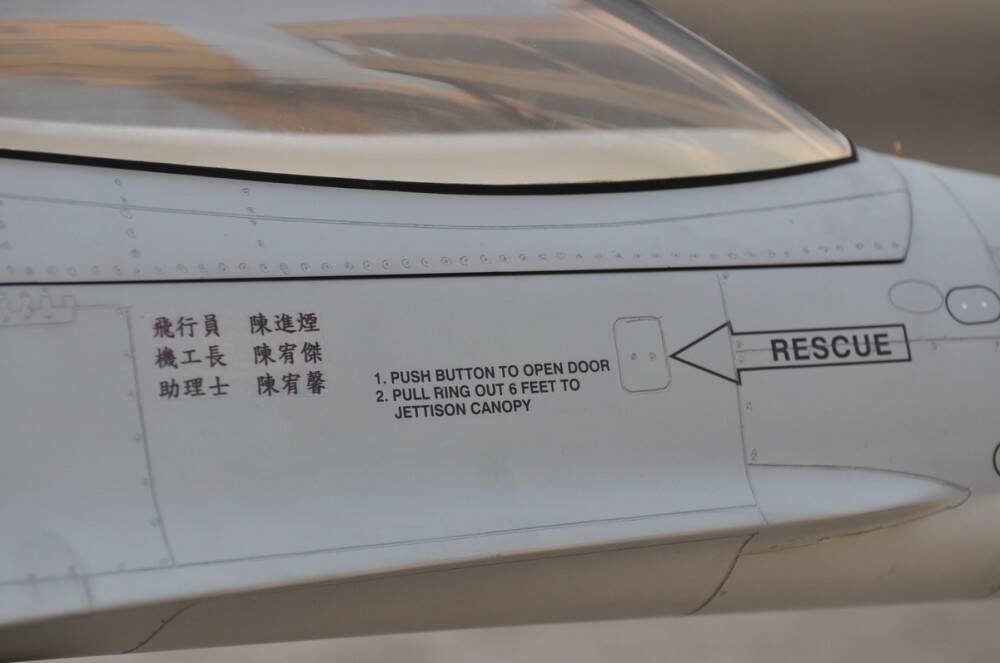 飛行員 陳進煙
機工長 陳宥傑
助理士 陳宥馨
1. PUSH BUTTON TO OPEN DOOR
2. PULL RING OUT 6 FEET TO
JETTISON CANOPY
RESCUE